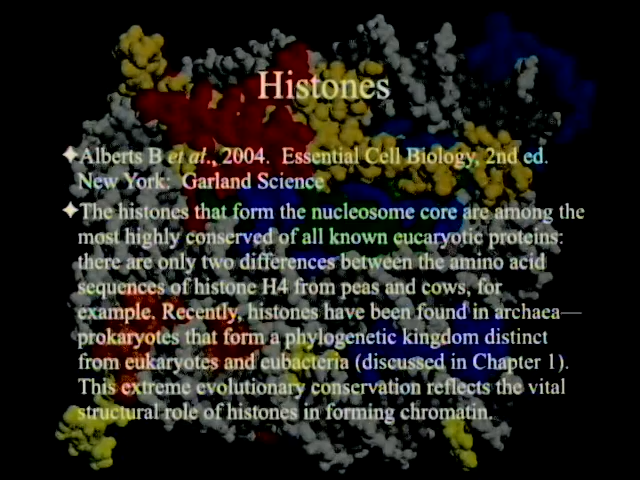 Histones
✦Alberts B et al., 2004.  Essential Cell Biology, 2nd ed.
New York:  Garland Science
✦The histones that form the nucleosome core are among the
most highly conserved of all known eucaryotic proteins:
there are only two differences between the amino acid
sequences of histone H4 from peas and cows, for
example. Recently, histones have been found in archaea—
prokaryotes that form a phylogenetic kingdom distinct
from eukaryotes and eubacteria (discussed in Chapter 1).
This extreme evolutionary conservation reflects the vital
structural role of histones in forming chromatin.